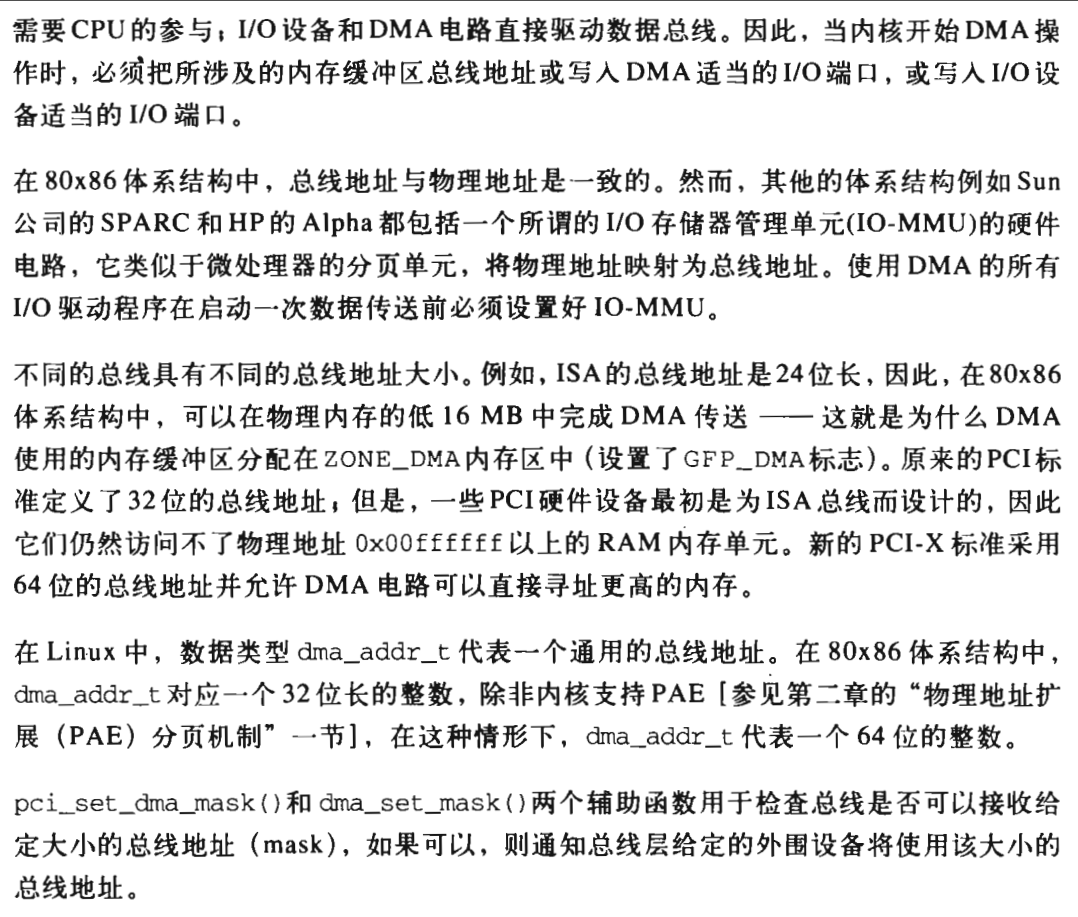 需要CPU的参与；I/O设备和DMA电路直接驱动数据总线。因此，当内核开始DMA操
作时，必须把所涉及的内存缓冲区总线地址或写入DMA适当的I/O端口，或写入I/O设
备适当的I/O端口。
在80x86体系结构中，总线地址与物理地址是一致的。然而，其他的体系结构例如Sun
公司的SPARC和HP的Alpha都包括一个所谓的I/O存储器管理单元(IO-MMU)的硬件
电路，它类似于微处理器的分页单元，将物理地址映射为总线地址。使用DMA的所有
I/O驱动程序在启动一次数据传送前必须设置好IO-MMU。
不同的总线具有不同的总线地址大小。例如，ISA的总线地址是24位长，因此，在80x86
体系结构中，可以在物理内存的低16 MB中完成DMA传送 —— 这就是为什么DMA
使用的内存缓冲区分配在ZONE_DMA内存区中（设置了GFP_DMA标志）。原来的PCI标
准定义了32位的总线地址；但是，一些PCI硬件设备最初是为ISA总线而设计的，因此
它们仍然访问不了物理地址0x00ffffff以上的RAM内存单元。新的PCI-X标准采用
64位的总线地址并允许DMA电路可以直接寻址更高的内存。
在Linux中，数据类型dma_addr_t代表一个通用的总线地址。在80x86体系结构中，
dma_addr_t对应一个32位长的整数，除非内核支持PAE［参见第二章的“物理地址扩
展（PAE）分页机制”一节］，在这种情形下，dma_addr_t代表一个64位的整数。
pci_set_dma_mask()和dma_set_mask()两个辅助函数用于检查总线是否可以接收给
定大小的总线地址（mask），如果可以，则通知总线层给定的外围设备将使用该大小的
总线地址。